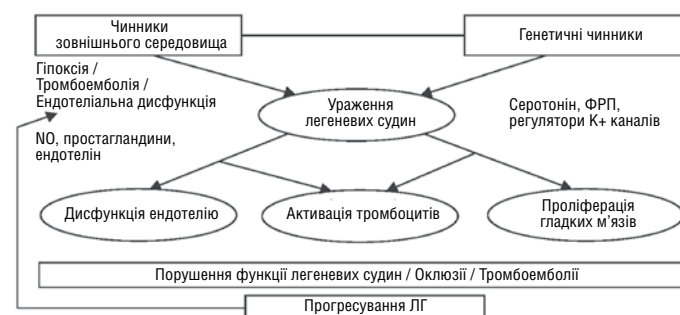 Чинники
зовнішнього середовища
Генетичні чинники
Гіпоксія /
Тромбоемболія /
Ендотеліальна дисфункція
Ураження
легеневих судин
Серотонін, ФРП,
регулятори К+ каналів
NO, простагландини,
ендотелін
Дисфункція ендотелію
Активація тромбоцитів
Проліферація
гладких м’язів
Порушення функції легеневих судин / Оклюзії / Тромбоемболії
Прогресування ЛГ